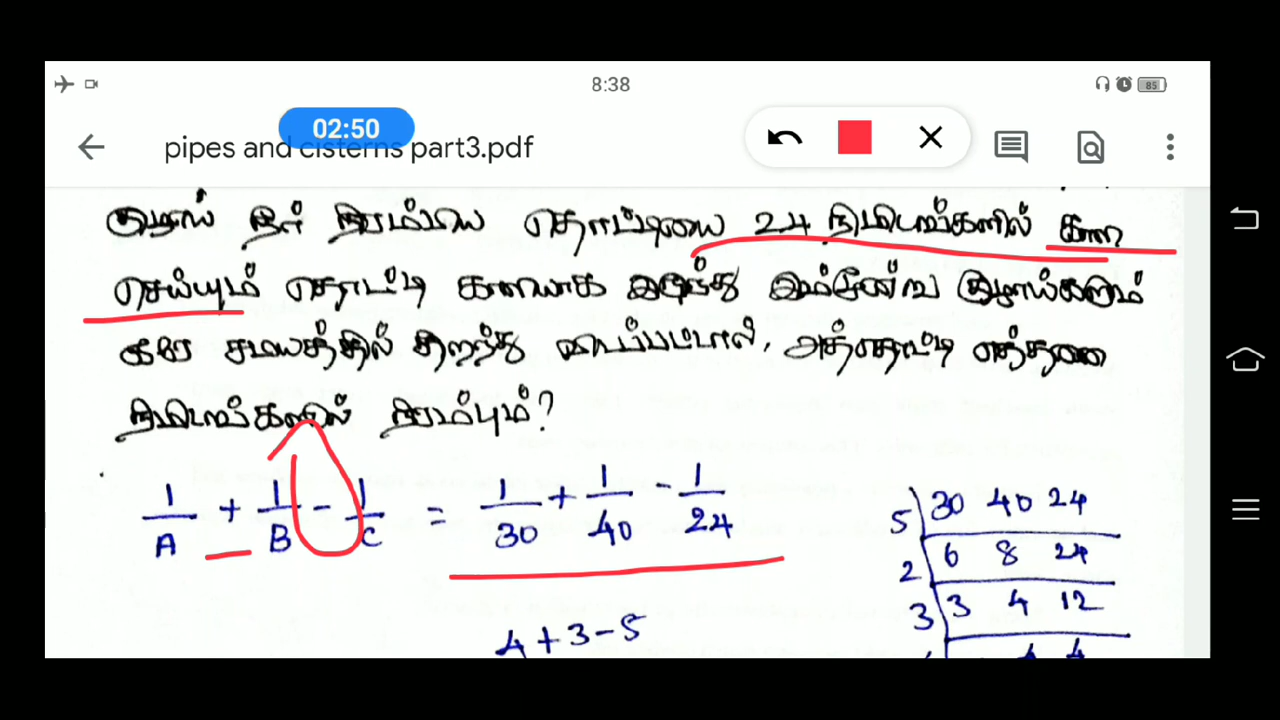 8:38
85
02:50
pipes and cisterns part3.pdf
குழாய் நீர் நிரம்பிய தொட்டியை 24 நிமிடங்களில் காலி
செய்யும் தொட்டி காலியாக இருந்து இம்மூன்று குழாய்களும்
ஒரே சமயத்தில் திறந்து வைப்பட்டால், அத்தொட்டி எத்தனை
நிமிடங்களில் நிரம்பும்?
1/A + 1/B - 1/C = 1/30 + 1/40 - 1/24
4+3-5
5 30 40 24
2 6 8 24
3 3 4 12